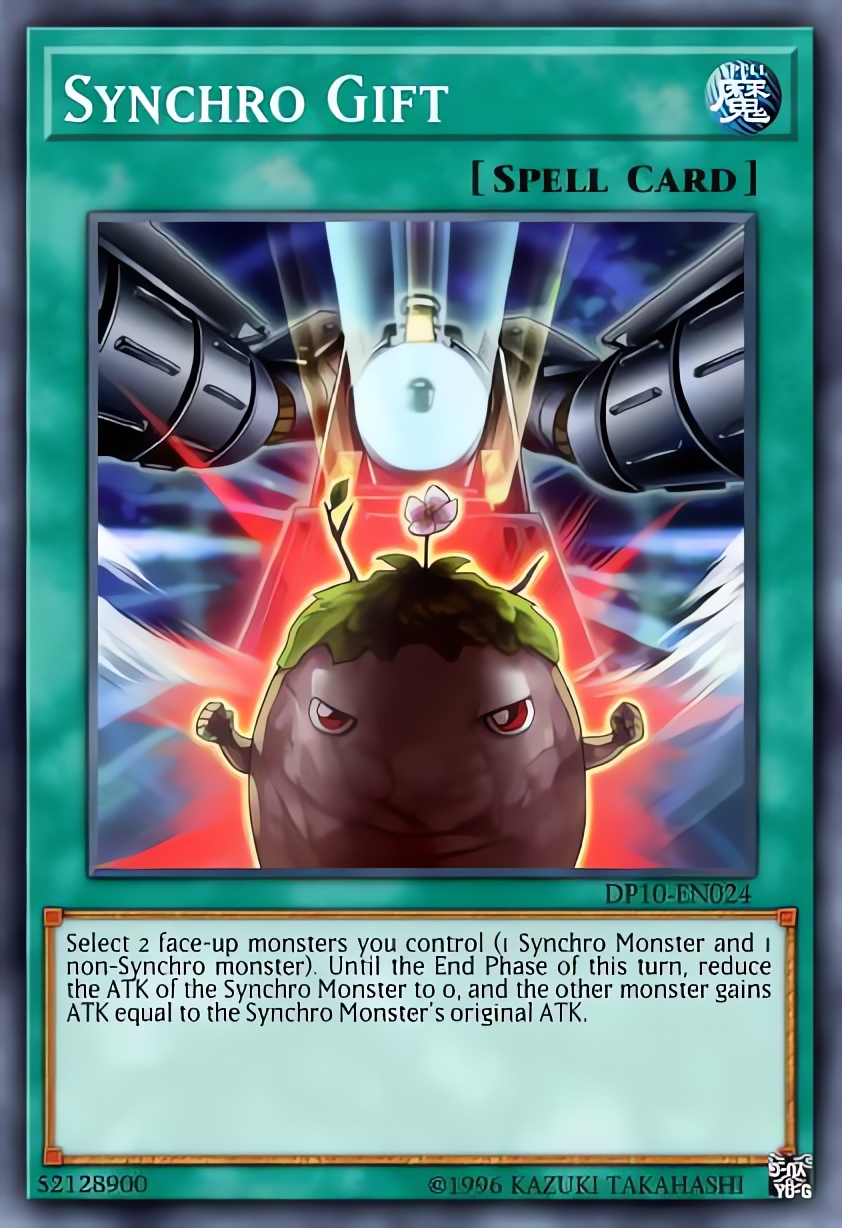 SYNCHRO GIFT
魔
[SPELL CARD]
DP10-EN024
Select 2 face-up monsters you control (1 Synchro Monster and 1
non-Synchro monster). Until the End Phase of this turn, reduce
the ATK of the Synchro Monster to 0, and the other monster gains
ATK equal to the Synchro Monster's original ATK.
52128900
©1996 KAZUKI TAKAHASHI